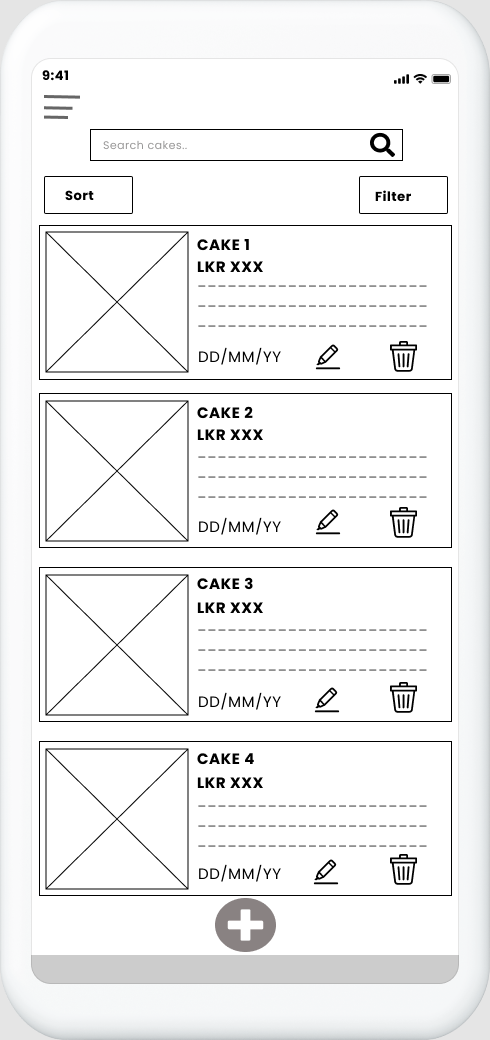 9:41
Search cakes..
Sort
Filter
CAKE 1
LKR XXX
DD/MM/YY
CAKE 2
LKR XXX
DD/MM/YY
CAKE 3
LKR XXX
DD/MM/YY
CAKE 4
LKR XXX
DD/MM/YY